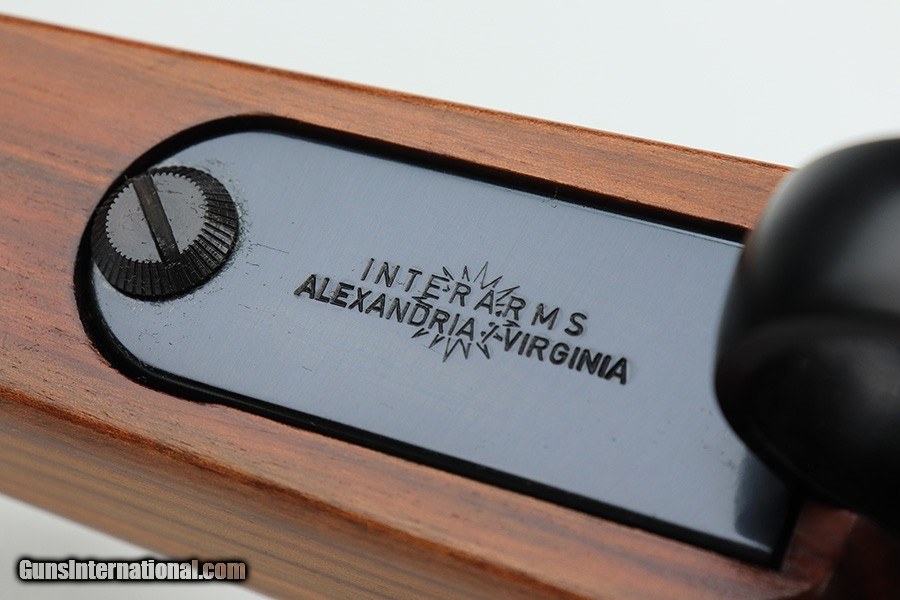 INTERARMS
ALEXANDRIA, VIRGINIA
GunsInternational.com